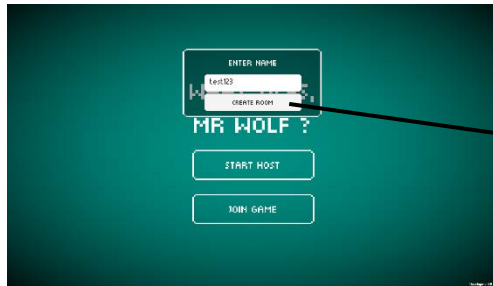 ENTER NAME
test123
CREATE ROOM
MR WOLF ?
START HOST
JOIN GAME